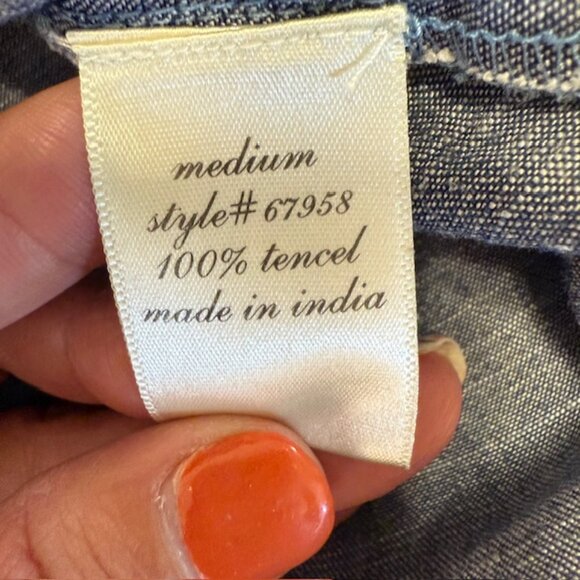 medium
style# 67958
100% tencel
made in india